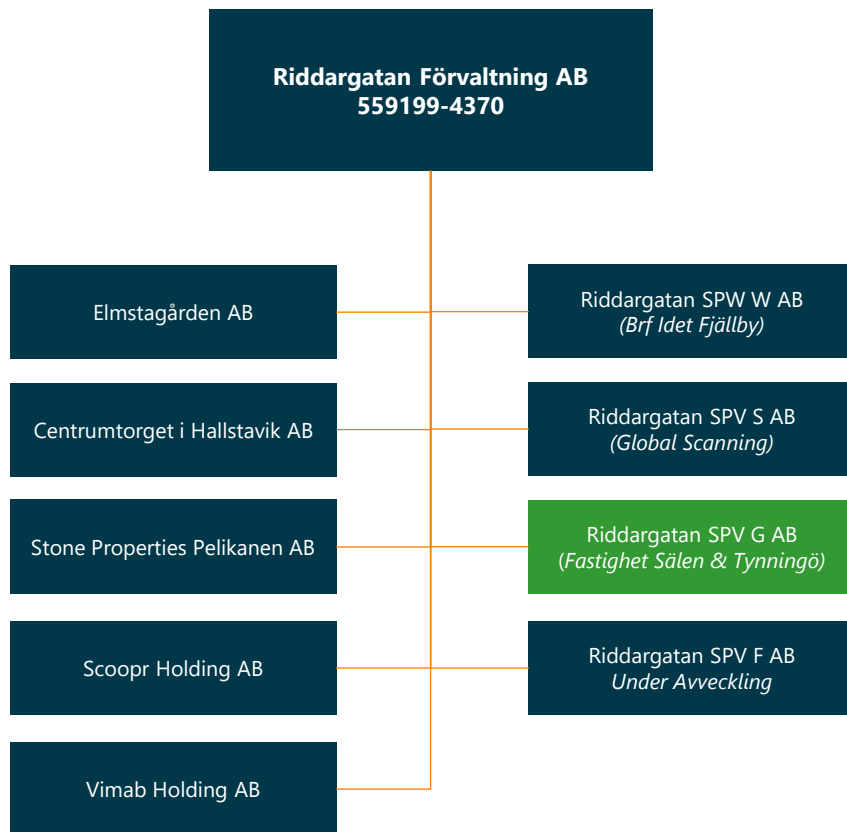 Riddargatan Förvaltning AB
559199-4370
Elmstagården AB
Riddargatan SPW W AB
(Brf Idet Fjällby)
Centrumtorget i Hallstavik AB
Riddargatan SPV S AB
(Global Scanning)
Stone Properties Pelikanen AB
Riddargatan SPV G AB
(Fastighet Sälen & Tynningö)
Scoopr Holding AB
Riddargatan SPV F AB
Under Avveckling
Vimab Holding AB